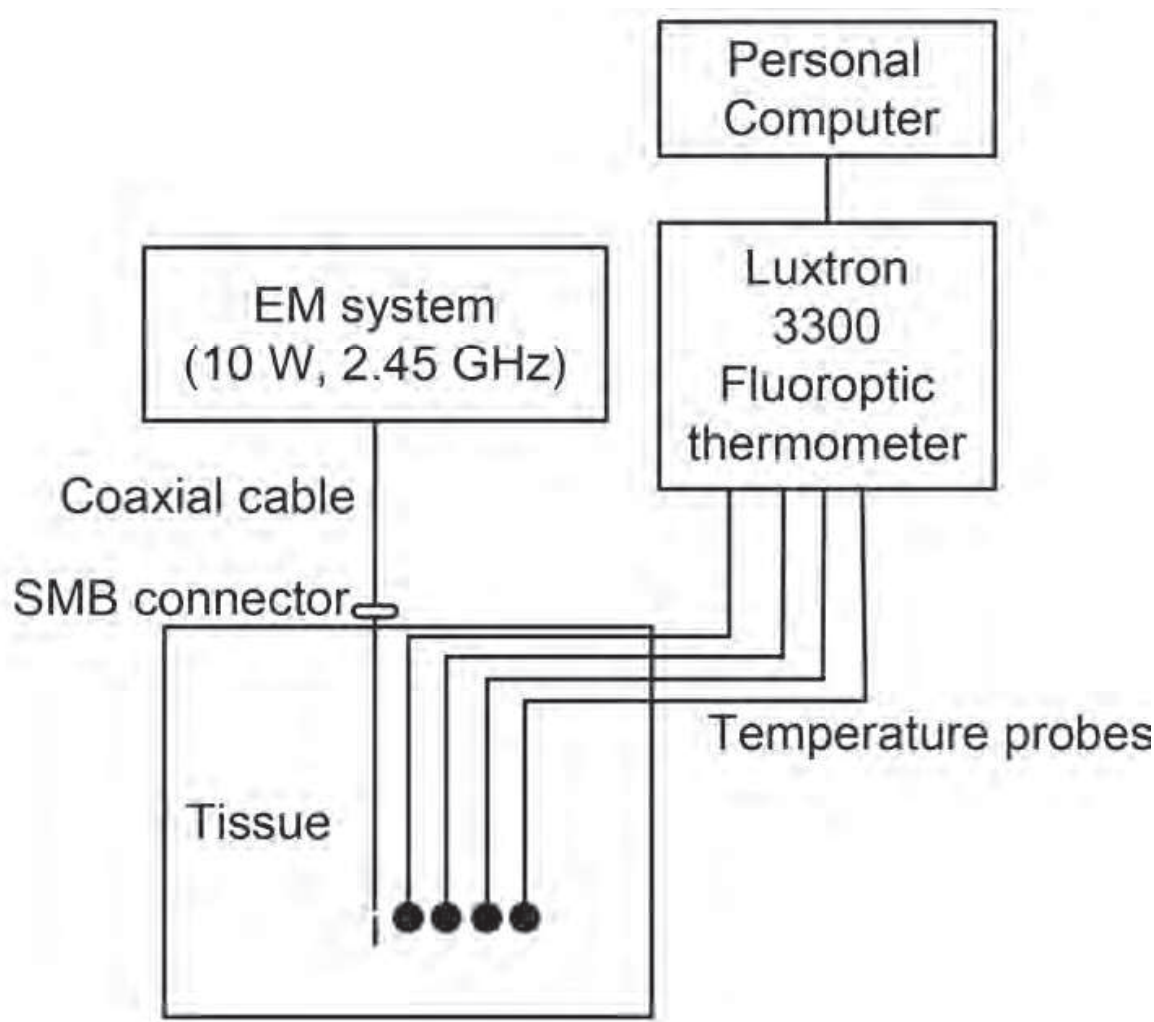 Personal
Computer
Luxtron
3300
Fluoroptic
thermometer
EM system
(10 W, 2.45 GHz)
Coaxial cable
SMB connector
Temperature probes
Tissue